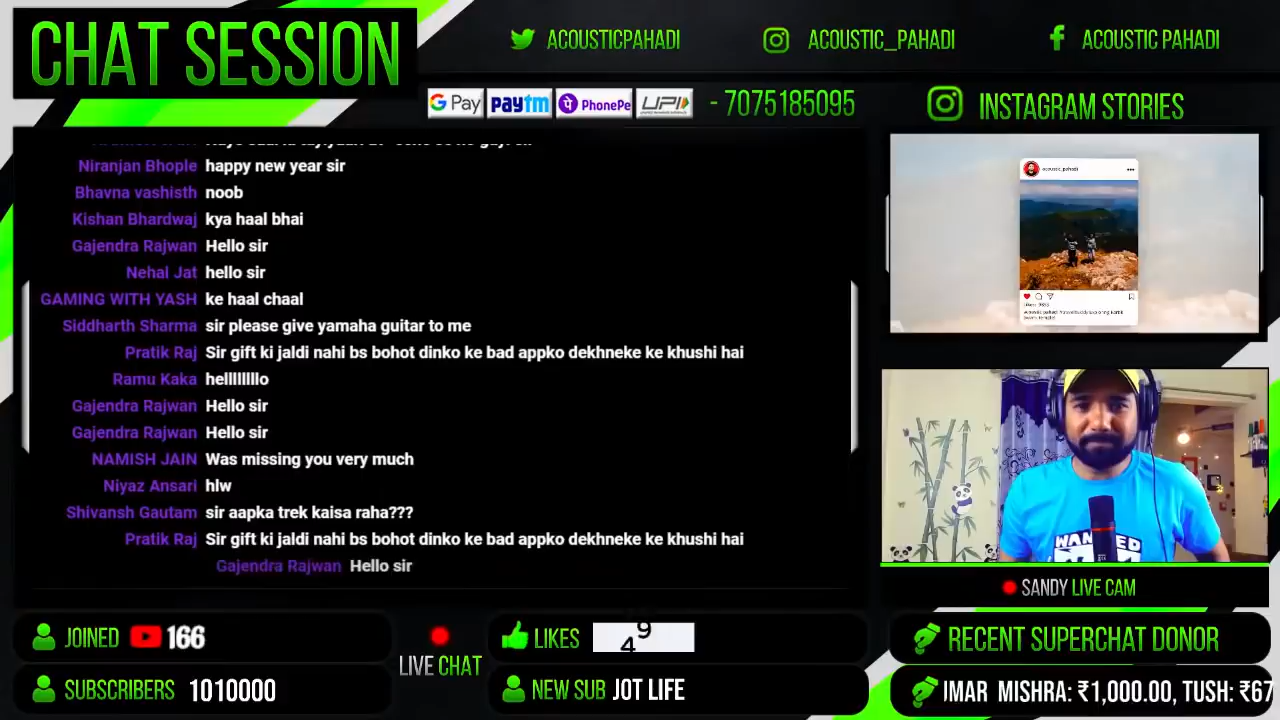 CHAT SESSION
ACOUSTICPAHADI
ACOUSTIC_PAHADI
ACOUSTIC PAHADI
G Pay Paytm PhonePe UPI - 7075185095
INSTAGRAM STORIES
Niranjan Bhople happy new year sir
Bhavna vashisth noob
Kishan Bhardwaj kya haal bhai
Gajendra Rajwan Hello sir
Nehal Jat hello sir
GAMING WITH YASH ke haal chaal
Siddharth Sharma sir please give yamaha guitar to me
Pratik Raj Sir gift ki jaldi nahi bs bohot dinko ke bad appko dekhneke ke khushi hai
Ramu Kaka helllllllllo
Gajendra Rajwan Hello sir
Gajendra Rajwan Hello sir
NAMISH JAIN Was missing you very much
Niyaz Ansari hlw
Shivansh Gautam sir aapka trek kaisa raha???
Pratik Raj Sir gift ki jaldi nahi bs bohot dinko ke bad appko dekhneke ke khushi hai
Gajendra Rajwan Hello sir
acoustic_pahadi
WANTED
SANDY LIVE CAM
JOINED 166
LIVE CHAT
LIKES 49
RECENT SUPERCHAT DONOR
SUBSCRIBERS 1010000
NEW SUB JOT LIFE
IMAR MISHRA: ₹1,000.00, TUSH: ₹67